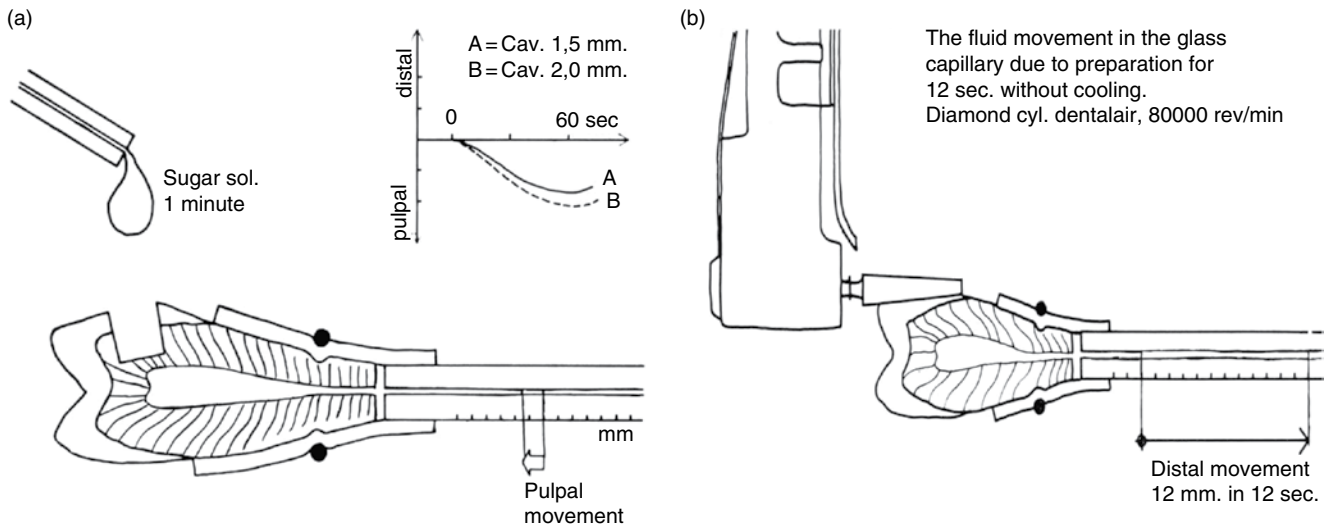 (a)
Sugar sol.
1 minute
distal
pulpal
A = Cav. 1,5 mm.
B = Cav. 2,0 mm.
0
60 sec
A
B
mm
Pulpal
movement
(b)
The fluid movement in the glass
capillary due to preparation for
12 sec. without cooling.
Diamond cyl. dentalair, 80000 rev/min
Distal movement
12 mm. in 12 sec.